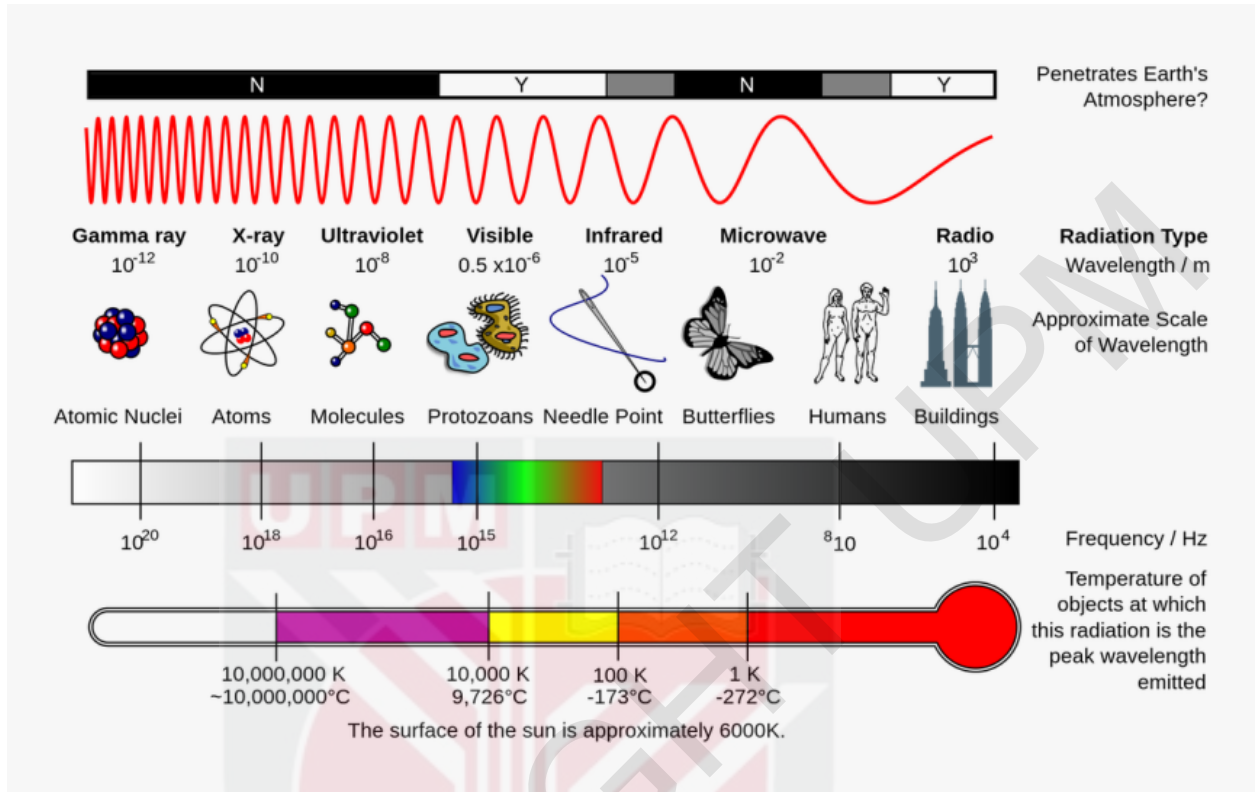 N Y N Y Penetrates Earth's
Atmosphere?
Gamma ray X-ray Ultraviolet Visible Infrared Microwave Radio Radiation Type
10⁻¹² 10⁻¹⁰ 10⁻⁸ 0.5 x10⁻⁶ 10⁻⁵ 10⁻² 10³ Wavelength / m
Approximate Scale
of Wavelength
Atomic Nuclei Atoms Molecules Protozoans Needle Point Butterflies Humans Buildings
UPM
10²⁰ 10¹⁸ 10¹⁶ 10¹⁵ 10¹² ⁸10 10⁴ Frequency / Hz
Temperature of
objects at which
this radiation is the
peak wavelength
emitted
10,000,000 K 10,000 K 100 K 1 K
~10,000,000°C 9,726°C -173°C -272°C
The surface of the sun is approximately 6000K.
GHT UPM